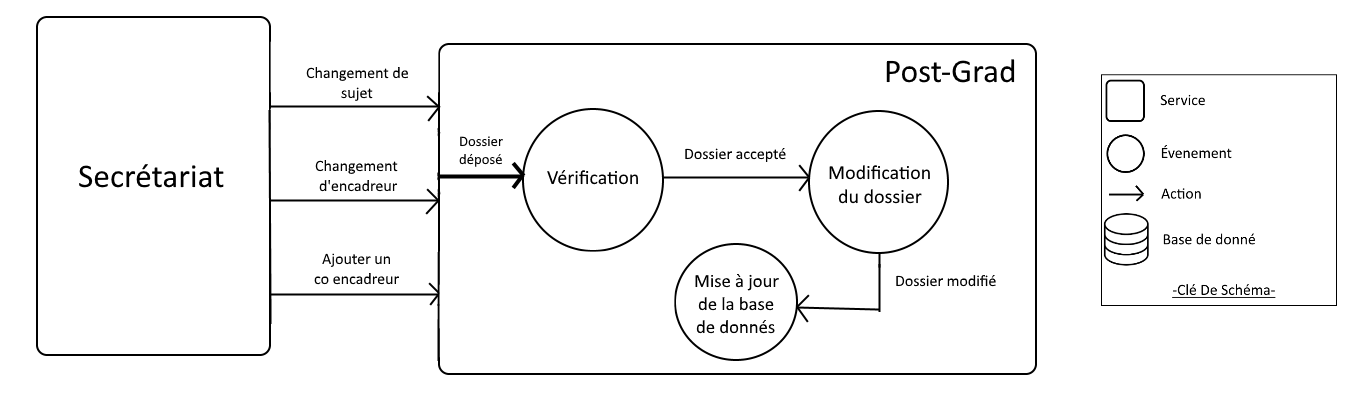 Secrétariat
Changement de
sujet
Changement
d'encadreur
Ajouter un
co encadreur
Post-Grad
Dossier
déposé
Vérification
Dossier accepté
Modification
du dossier
Dossier modifié
Mise à jour
de la base
de donnés
Service
Évenement
Action
Base de donné
-Clé De Schéma-